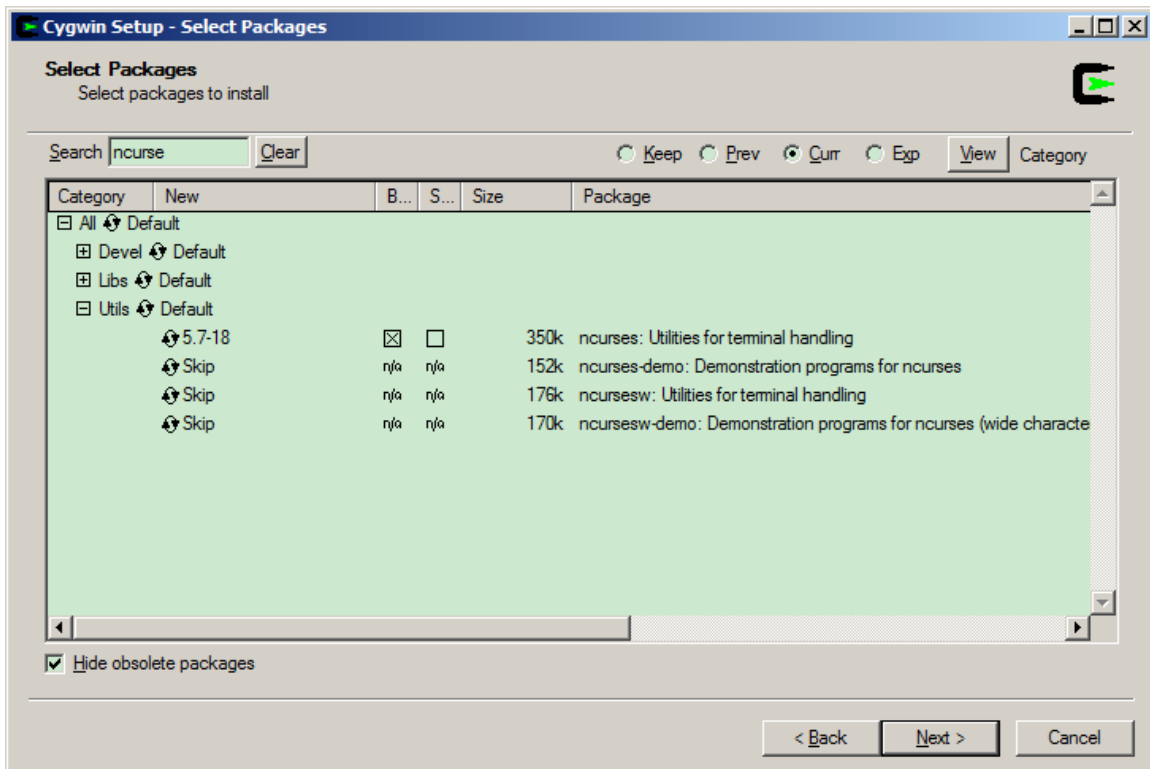 Cygwin Setup - Select Packages
Select Packages
Select packages to install
Search ncurse Clear Keep Prev Curr Exp View Category
Category New B... S... Size Package
All Default
Devel Default
Libs Default
Utils Default
5.7-18 350k ncurses: Utilities for terminal handling
Skip n/a n/a 152k ncurses-demo: Demonstration programs for ncurses
Skip n/a n/a 176k ncursesw: Utilities for terminal handling
Skip n/a n/a 170k ncursesw-demo: Demonstration programs for ncurses (wide characte
Hide obsolete packages
< Back Next > Cancel